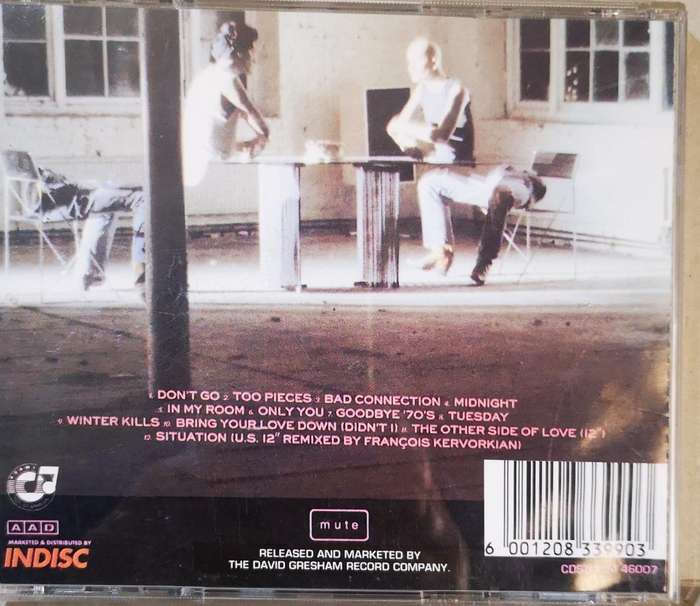 1. DON'T GO 2. TOO PIECES 3. BAD CONNECTION 4. MIDNIGHT
5. IN MY ROOM 6. ONLY YOU 7. GOODBYE '70'S 8. TUESDAY
9. WINTER KILLS 10. BRING YOUR LOVE DOWN (DIDN'T I) 11. THE OTHER SIDE OF LOVE (12")
12. SITUATION (U.S. 12" REMIXED BY FRANÇOIS KERVORKIAN)
AAD
MARKETED & DISTRIBUTED BY
INDISC
mute
RELEASED AND MARKETED BY
THE DAVID GRESHAM RECORD COMPANY.
6 001208 339903
46007